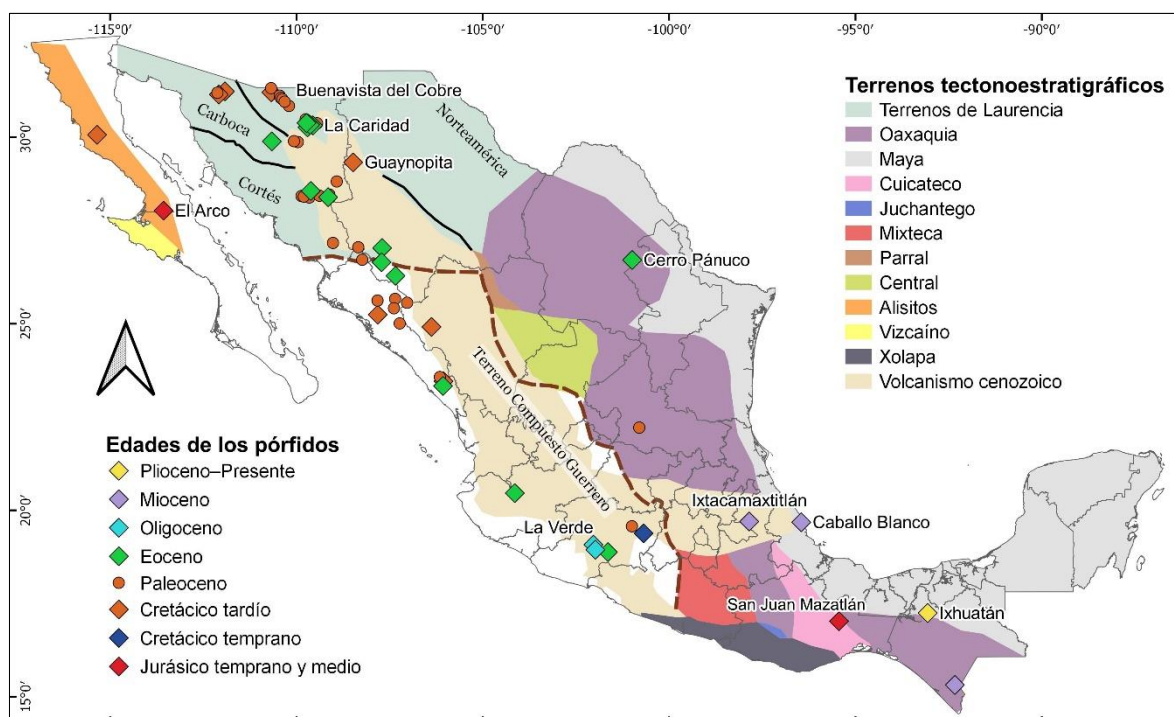 -115°0' -110°0' -105°0' -100°0' -95°0' -90°0'
30°0'
25°0'
20°0'
15°0'
Buenavista del Cobre
Carboca
La Caridad
Norteamérica
Guaynopita
Cortés
El Arco
Cerro Pánuco
Terreno Compuesto Guerrero
Ixtacamaxtitlán
La Verde
Caballo Blanco
San Juan Mazatlán
Ixhuatán
Terrenos tectonoestratigráficos
Terrenos de Laurencia
Oaxaquia
Maya
Cuicateco
Juchantego
Mixteca
Parral
Central
Alisitos
Vizcaíno
Xolapa
Volcanismo cenozoico
Edades de los pórfidos
Plioceno–Presente
Mioceno
Oligoceno
Eoceno
Paleoceno
Cretácico tardío
Cretácico temprano
Jurásico temprano y medio